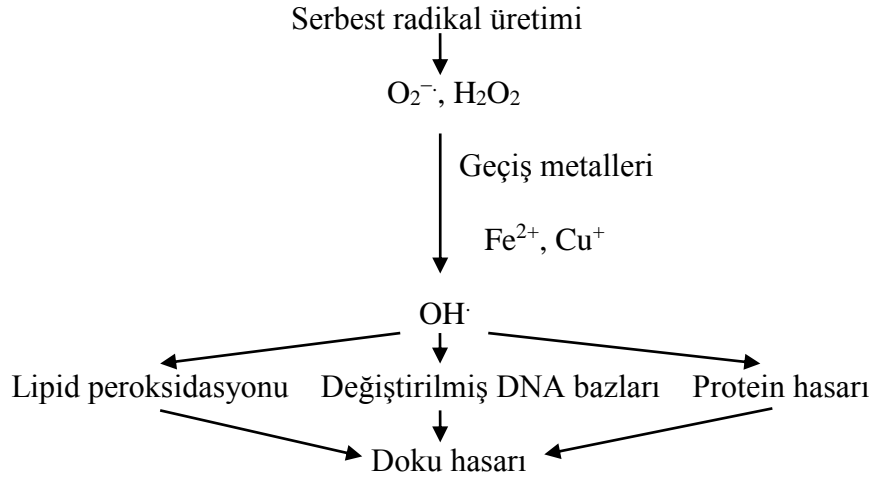 Serbest radikal üretimi
O₂⁻·, H₂O₂
Geçiş metalleri
Fe²⁺, Cu⁺
OH·
Lipid peroksidasyonu Değiştirilmiş DNA bazları Protein hasarı
Doku hasarı